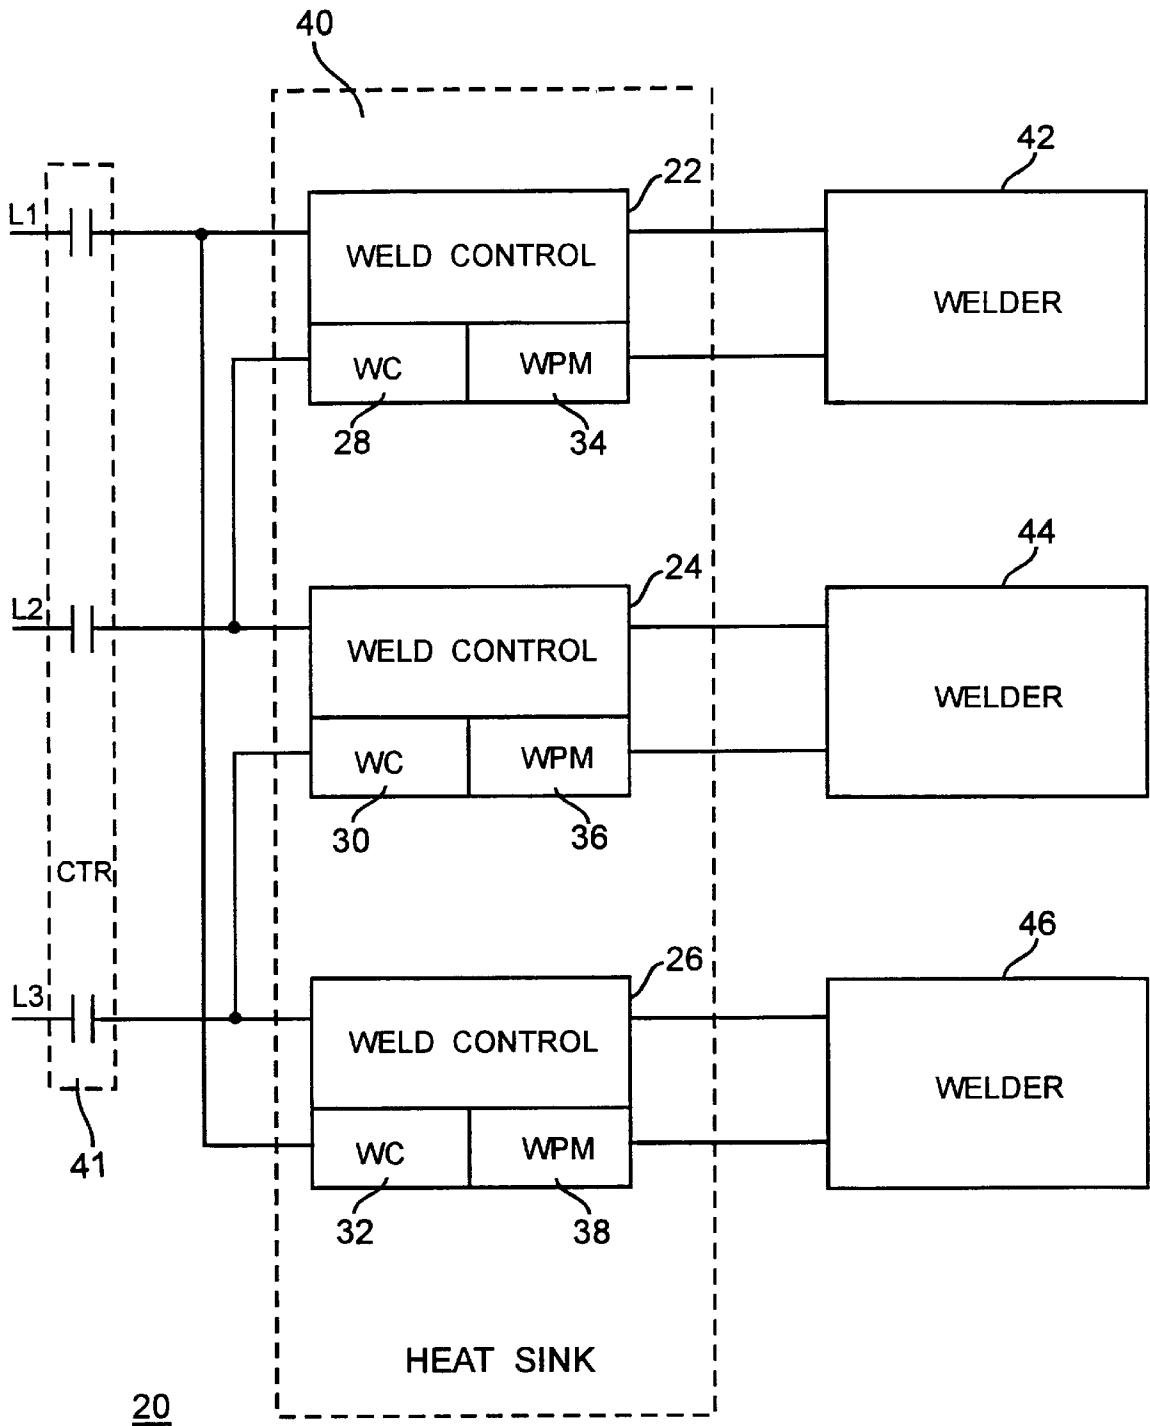 40
42
22
L1
WELD CONTROL
WELDER
WC
WPM
28
34
44
24
L2
WELD CONTROL
WELDER
WC
WPM
30
36
CTR
46
26
L3
WELD CONTROL
WELDER
41
WC
WPM
32
38
HEAT SINK
20